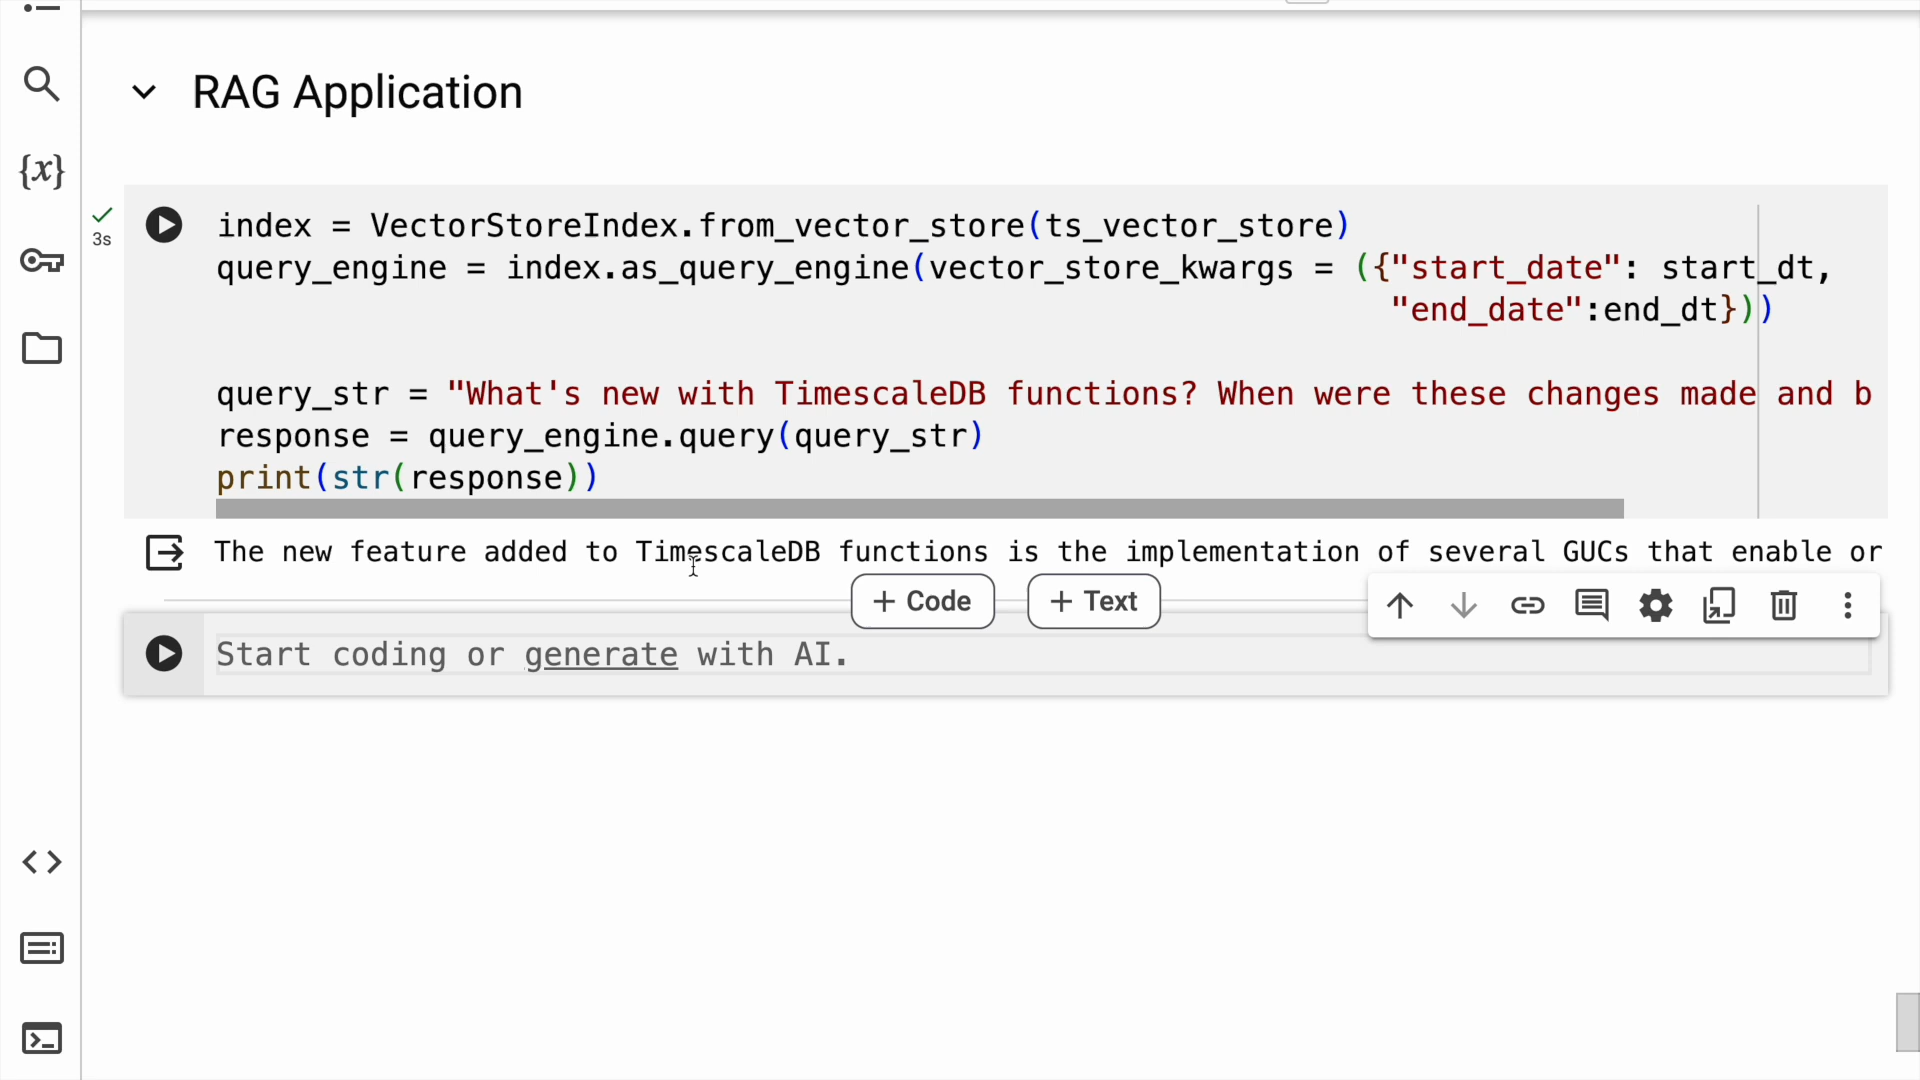 RAG Application
{x}
3s
index = VectorStoreIndex.from_vector_store(ts_vector_store)
query_engine = index.as_query_engine(vector_store_kwargs = ({"start_date": start_dt,
"end_date":end_dt}))
query_str = "What's new with TimescaleDB functions? When were these changes made and b
response = query_engine.query(query_str)
print(str(response))
The new feature added to TimescaleDB functions is the implementation of several GUCs that enable or
+ Code + Text
Start coding or generate with AI.